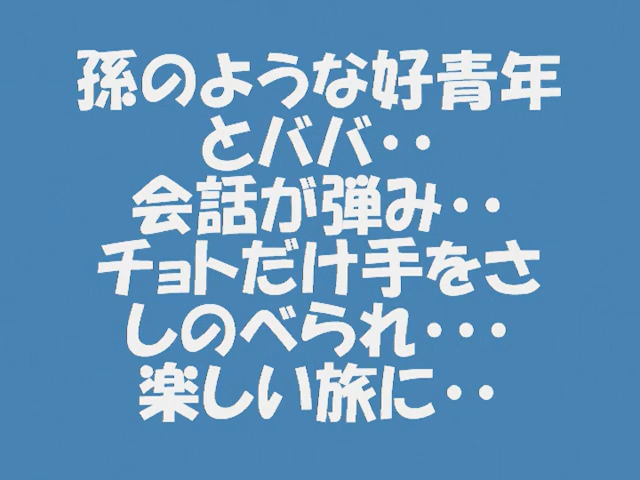 孫のような好青年
とババ・・
会話が弾み・・
チョトだけ手をさ
しのべられ・・・
楽しい旅に・・